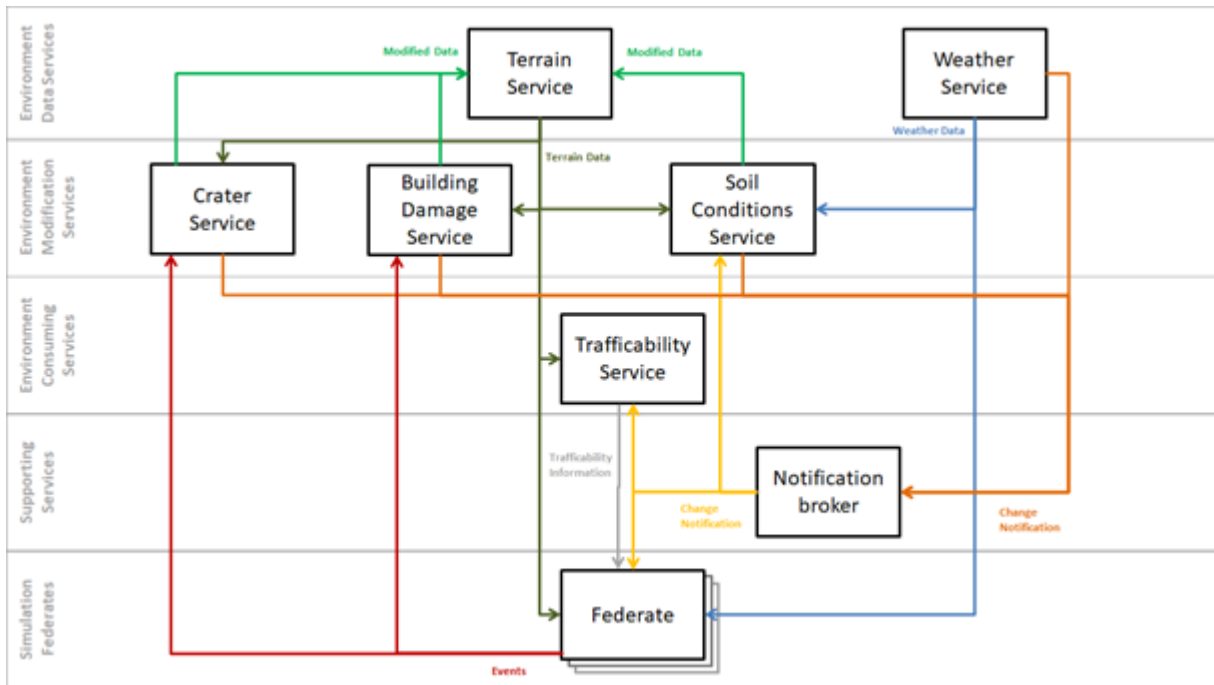 Environment
Data Services
Modified Data
Terrain
Service
Modified Data
Weather
Service
Weather Data
Environment
Modification
Services
Terrain Data
Crater
Service
Building
Damage
Service
Soil
Conditions
Service
Environment
Consuming
Services
Trafficability
Service
Supporting
Services
Trafficability
Information
Change
Notification
Notification
broker
Change
Notification
Simulation
Federates
Federate
Events